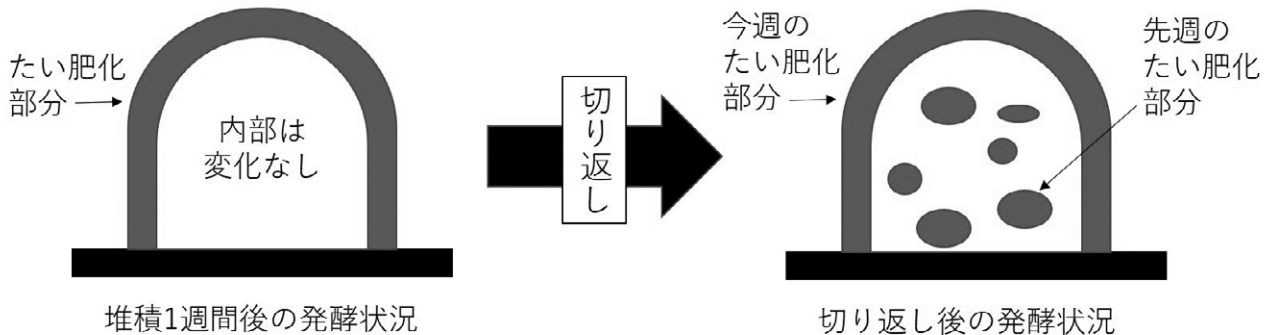 たい肥化
部分
内部は
変化なし
堆積1週間後の発酵状況
切り返し
今週の
たい肥化
部分
先週の
たい肥化
部分
切り返し後の発酵状況